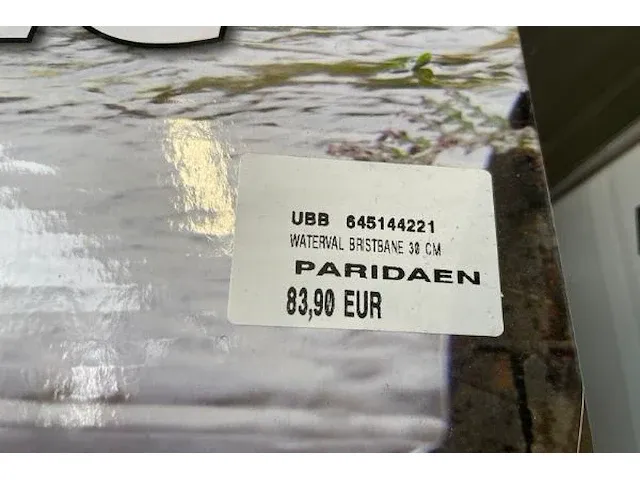 UBB 645144221
WATERVAL BRISTBANE 30 CM
PARIDAEN
83,90 EUR